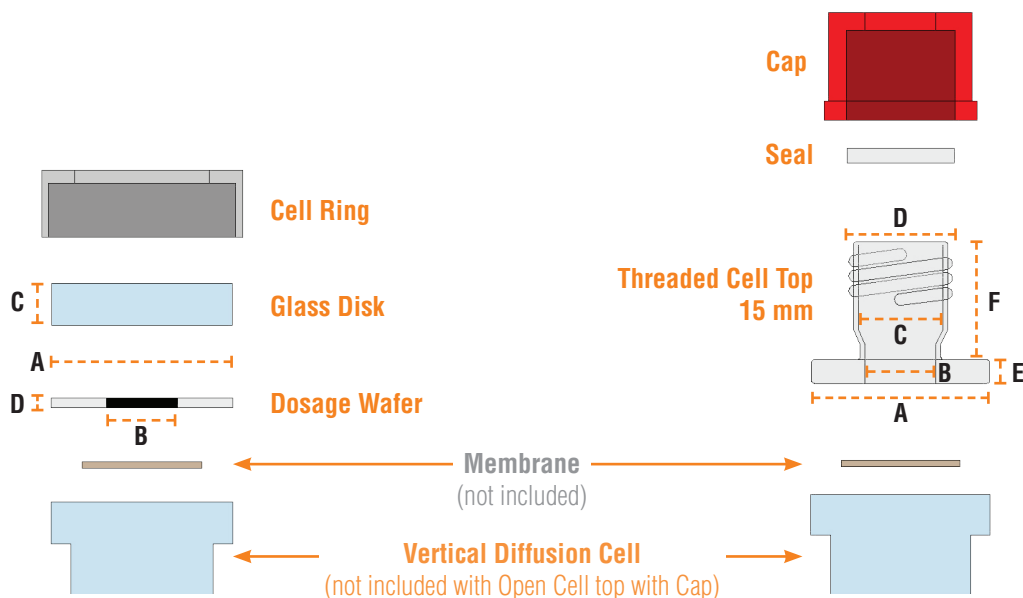 Cap
Seal
Cell Ring
D
Threaded Cell Top
15 mm
C
Glass Disk
F
C
A
E
B
D
Dosage Wafer
A
B
Membrane
(not included)
Vertical Diffusion Cell
(not included with Open Cell top with Cap)